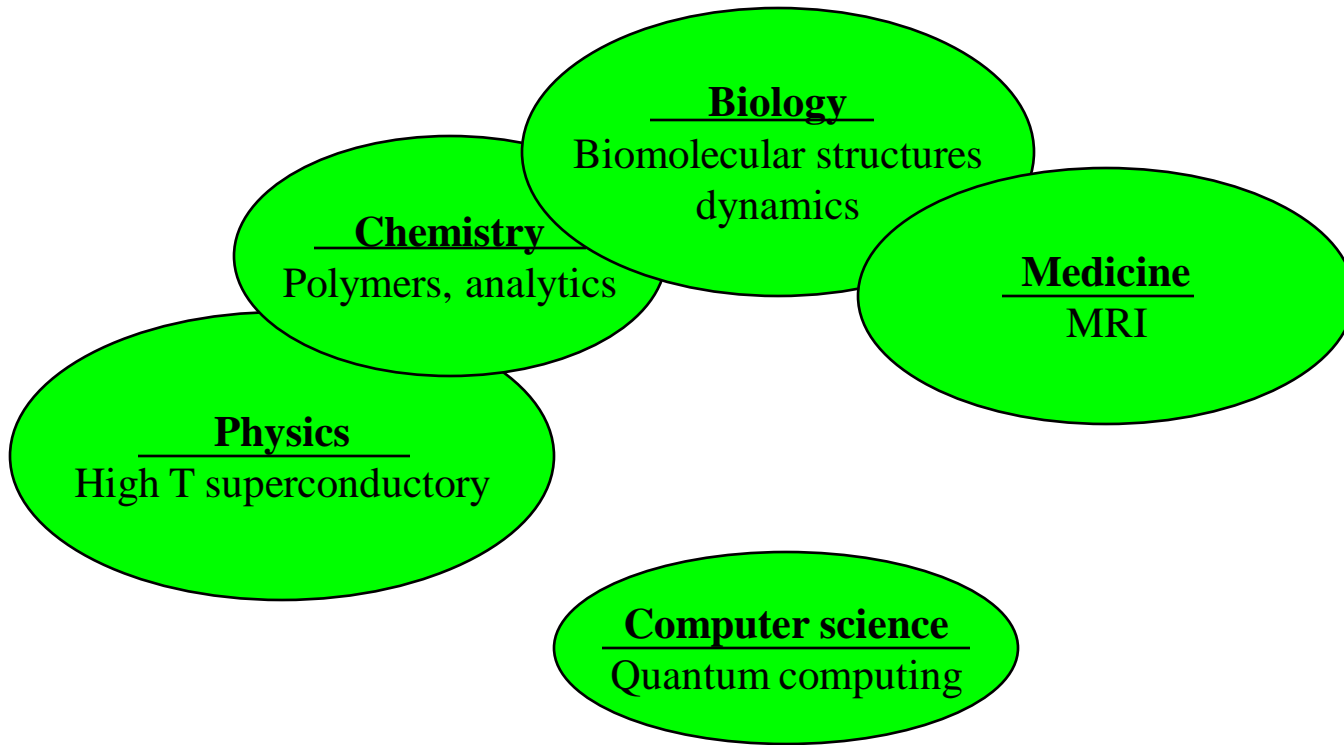 Biology
Biomolecular structures
dynamics
Chemistry
Polymers, analytics
Medicine
MRI
Physics
High T superconductory
Computer science
Quantum computing